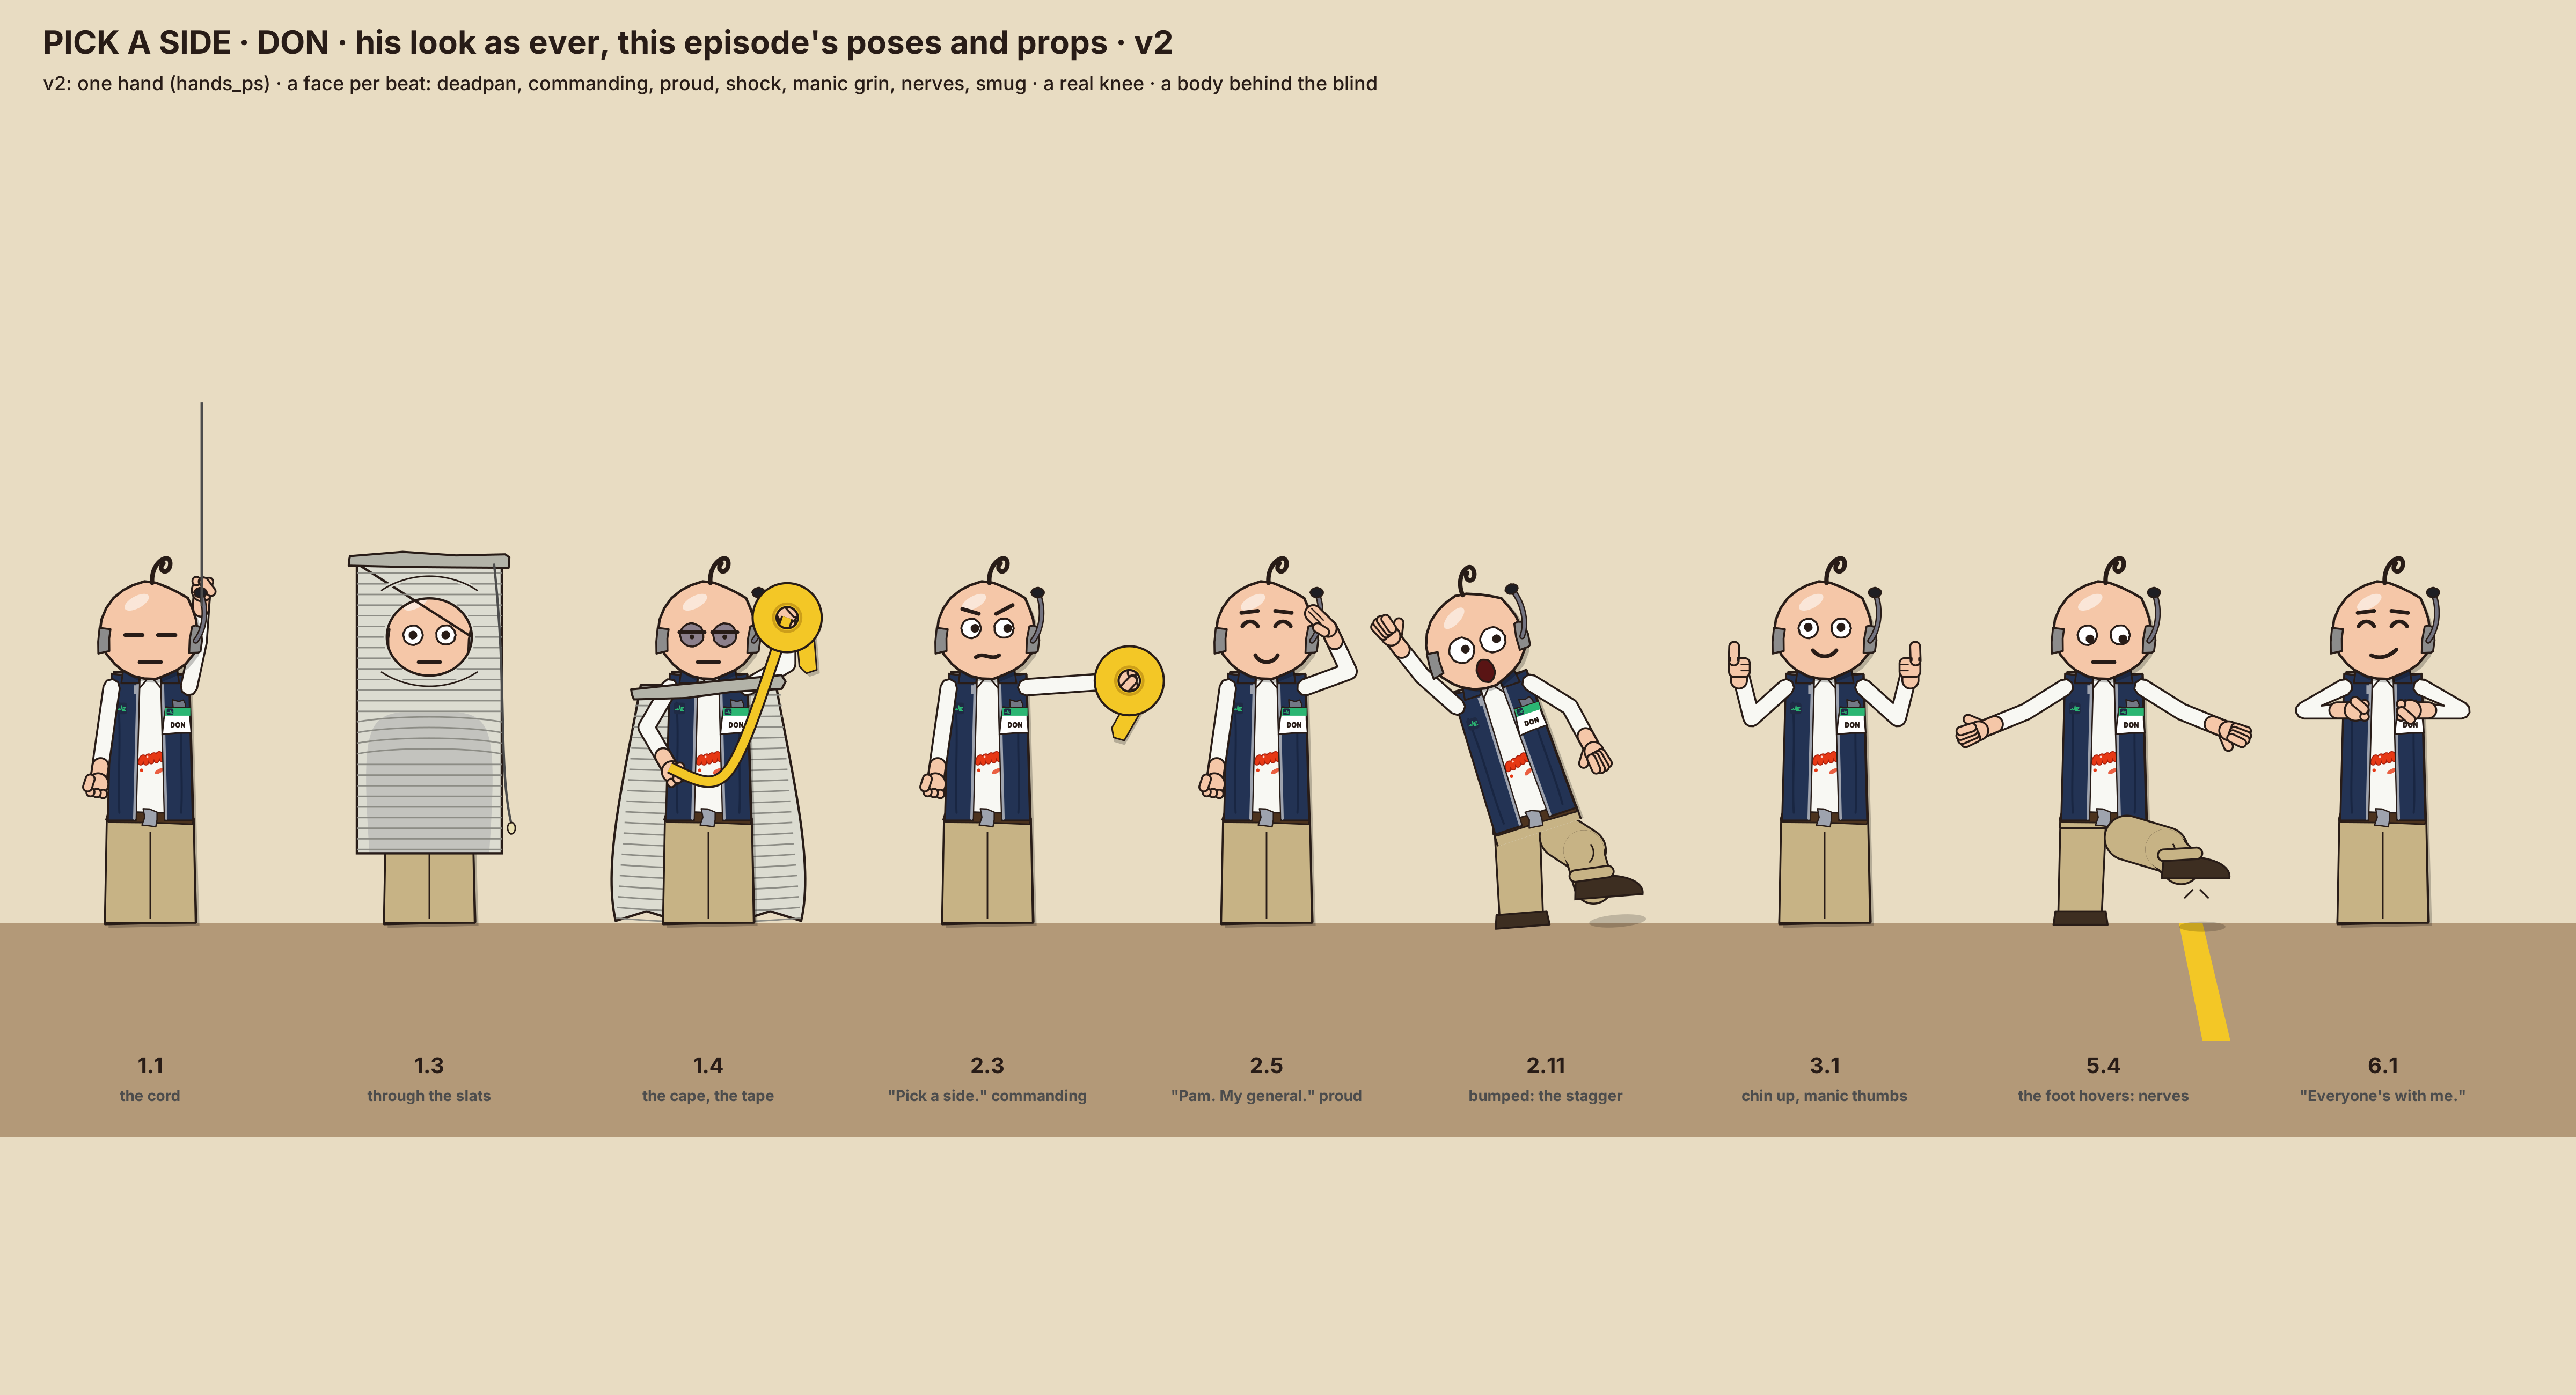 PICK A SIDE · DON · his look as ever, this episode's poses and props · v2
v2: one hand (hands_ps) · a face per beat: deadpan, commanding, proud, shock, manic grin, nerves, smug · a real knee · a body behind the blind
DON
DON
DON
DON
DON
DON
DON
DON
1.1
the cord
1.3
through the slats
1.4
the cape, the tape
2.3
"Pick a side." commanding
2.5
"Pam. My general." proud
2.11
bumped: the stagger
3.1
chin up, manic thumbs
5.4
the foot hovers: nerves
6.1
"Everyone's with me."